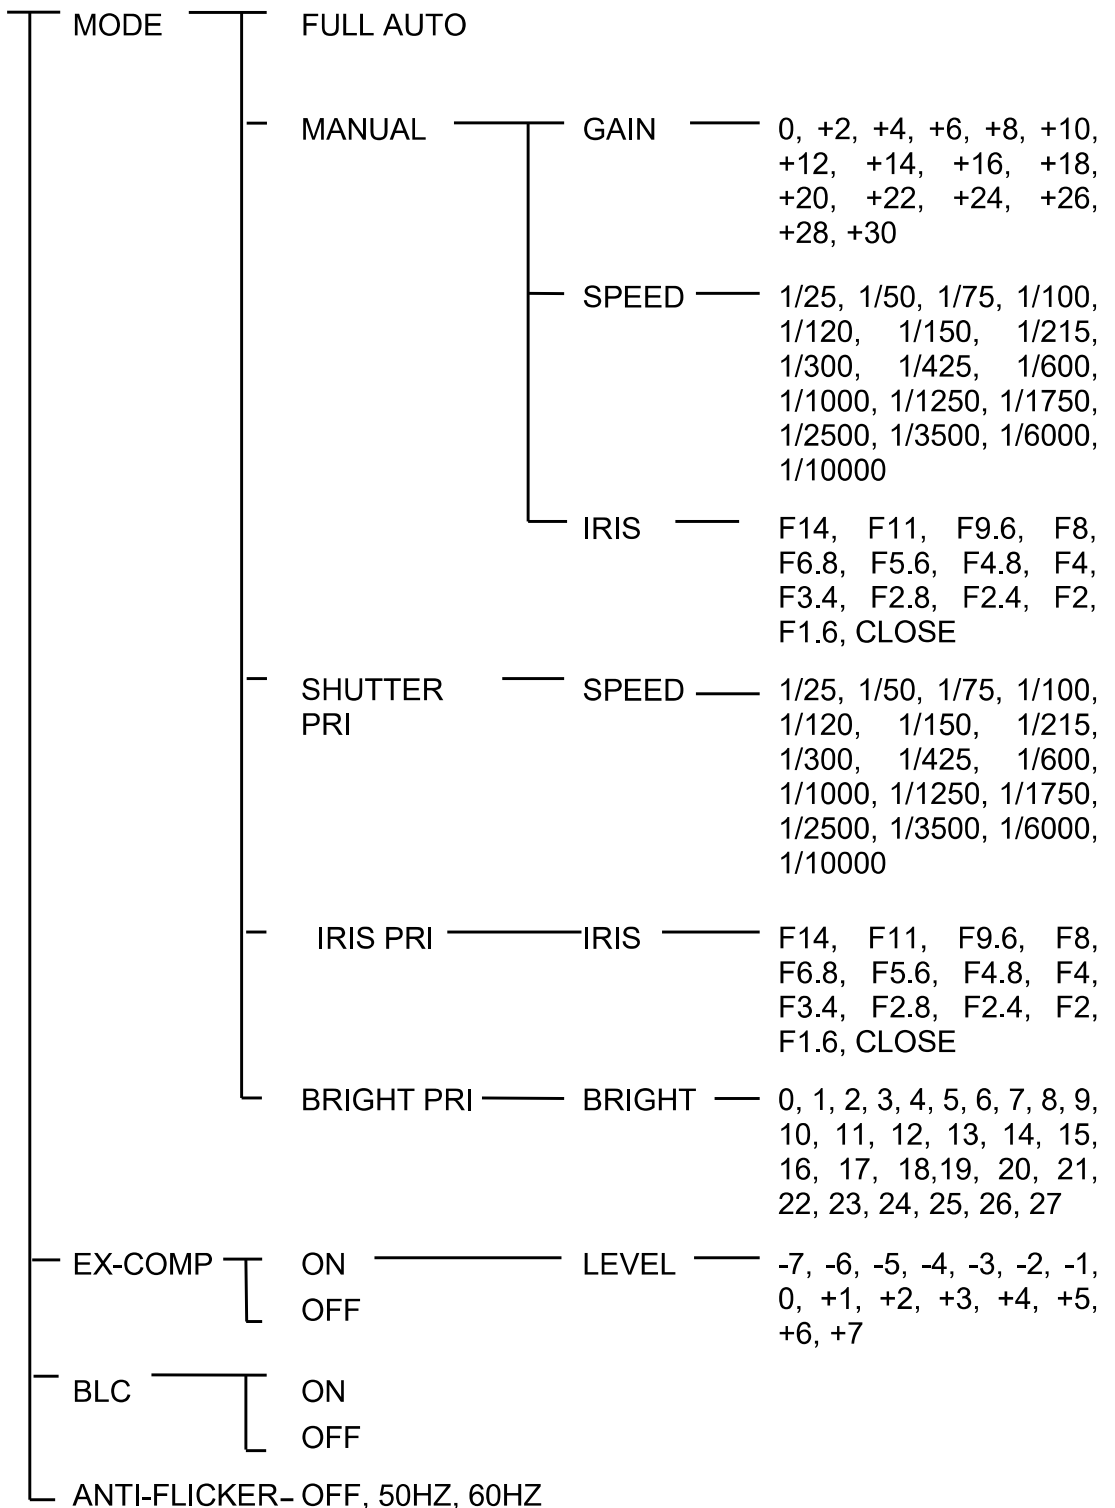 MODE FULL AUTO
MANUAL GAIN 0, +2, +4, +6, +8, +10,
+12, +14, +16, +18,
+20, +22, +24, +26,
+28, +30
SPEED 1/25, 1/50, 1/75, 1/100,
1/120, 1/150, 1/215,
1/300, 1/425, 1/600,
1/1000, 1/1250, 1/1750,
1/2500, 1/3500, 1/6000,
1/10000
IRIS F14, F11, F9.6, F8,
F6.8, F5.6, F4.8, F4,
F3.4, F2.8, F2.4, F2,
F1.6, CLOSE
SHUTTER SPEED 1/25, 1/50, 1/75, 1/100,
PRI 1/120, 1/150, 1/215,
1/300, 1/425, 1/600,
1/1000, 1/1250, 1/1750,
1/2500, 1/3500, 1/6000,
1/10000
IRIS PRI IRIS F14, F11, F9.6, F8,
F6.8, F5.6, F4.8, F4,
F3.4, F2.8, F2.4, F2,
F1.6, CLOSE
BRIGHT PRI BRIGHT 0, 1, 2, 3, 4, 5, 6, 7, 8, 9,
10, 11, 12, 13, 14, 15,
16, 17, 18,19, 20, 21,
22, 23, 24, 25, 26, 27
EX-COMP ON LEVEL -7, -6, -5, -4, -3, -2, -1,
OFF 0, +1, +2, +3, +4, +5,
+6, +7
BLC ON
OFF
ANTI-FLICKER OFF, 50HZ, 60HZ